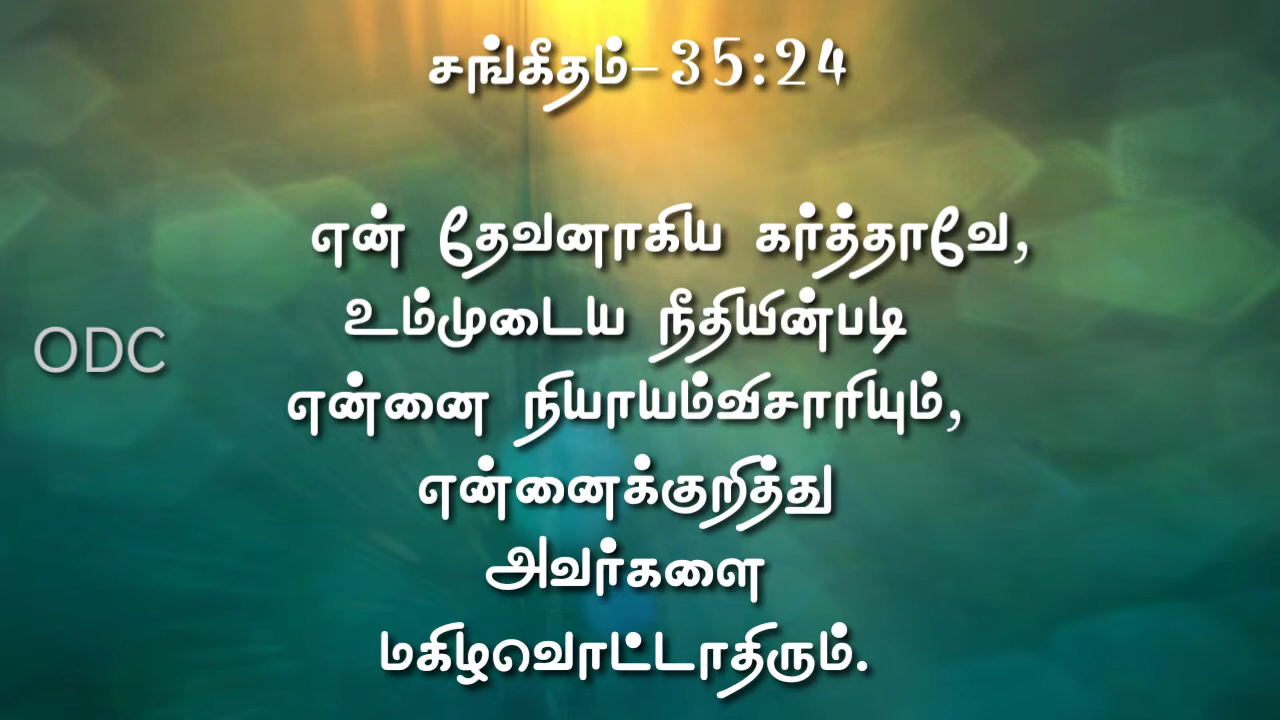 சங்கீதம்-35:24
என் தேவனாகிய கர்த்தாவே,
உம்முடைய நீதியின்படி
ODC
என்னை நியாயம்விசாரியும்,
என்னைக்குறித்து
அவர்களை
மகிழவொட்டாதிரும்.